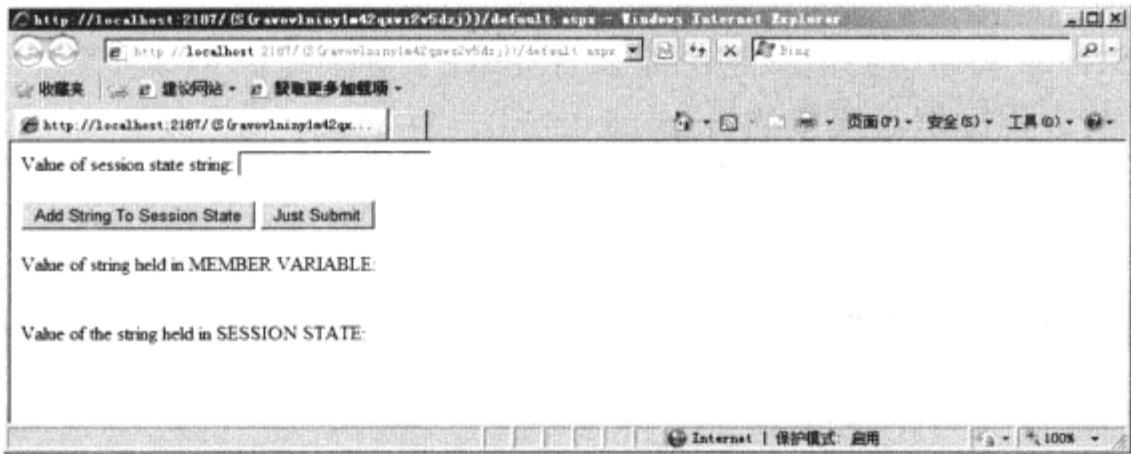 http://localhost:2187/(S(ravovlninylm42qxwr2v5dzj))/default.aspx - Windows Internet Explorer
http://localhost:2187/(S(ravovlninylm42qxwr2v5dzj))/default.aspx
Bing
收藏夹 建议网站 获取更多加载项
http://localhost:2187/(S(ravovlninylm42qx...
页面(P) 安全(S) 工具(O)
Value of session state string:
Add String To Session State Just Submit
Value of string held in MEMBER VARIABLE:
Value of the string held in SESSION STATE:
Internet | 保护模式: 启用 100%